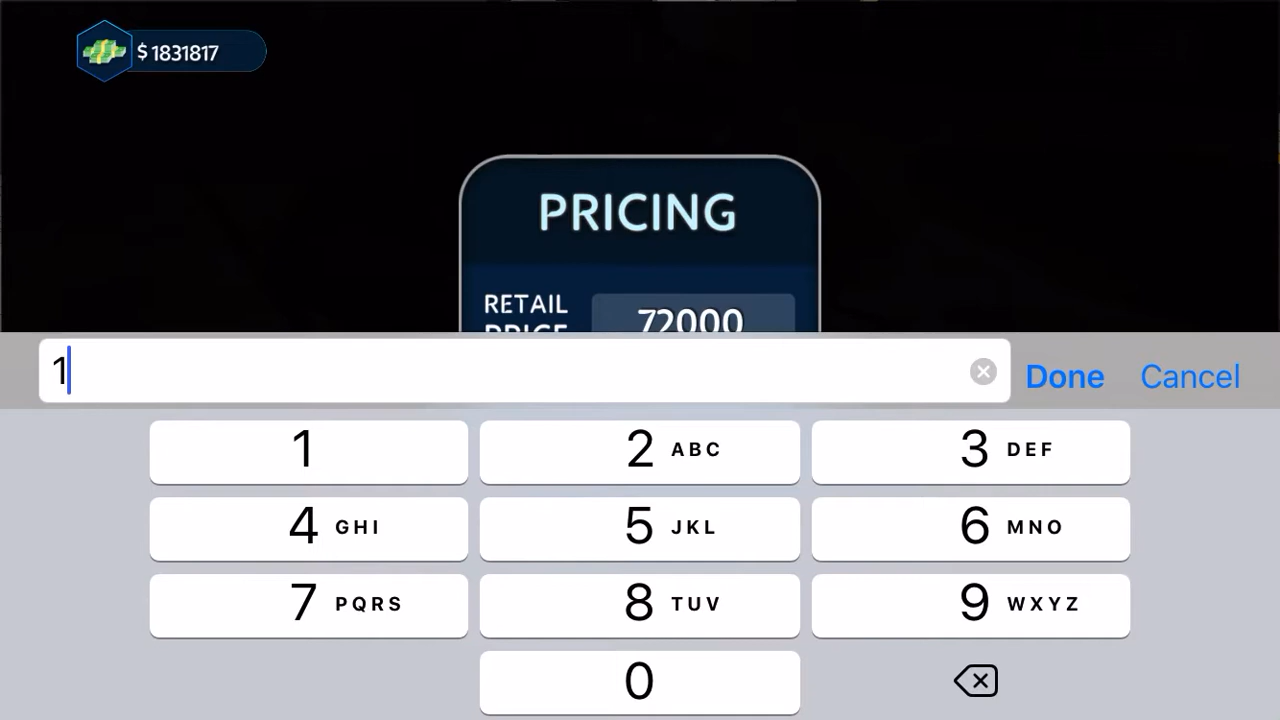 $ 1831817
PRICING
RETAIL
PRICE
72000
1
Done
Cancel
1
2 ABC
3 DEF
4 GHI
5 JKL
6 MNO
7 PQRS
8 TUV
9 WXYZ
0